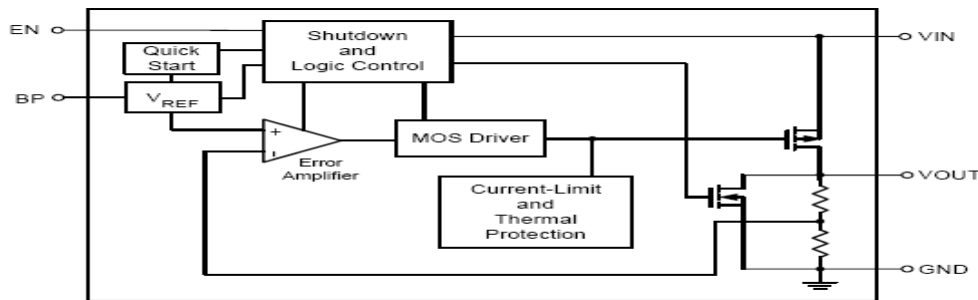 EN
Shutdown
and
Logic Control
VIN
Quick
Start
BP
VREF
+
-
MOS Driver
Error
Amplifier
VOUT
Current-Limit
and
Thermal
Protection
GND